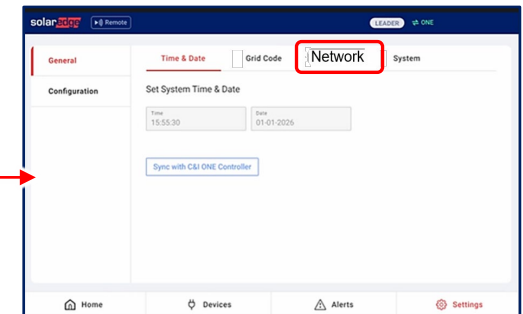 solaredge Remote LEADER ONE
General Time & Date Grid Code Network System
Configuration Set System Time & Date
Time Date
15:55:30 01-01-2026
Sync with C&I ONE Controller
Home Devices Alerts Settings